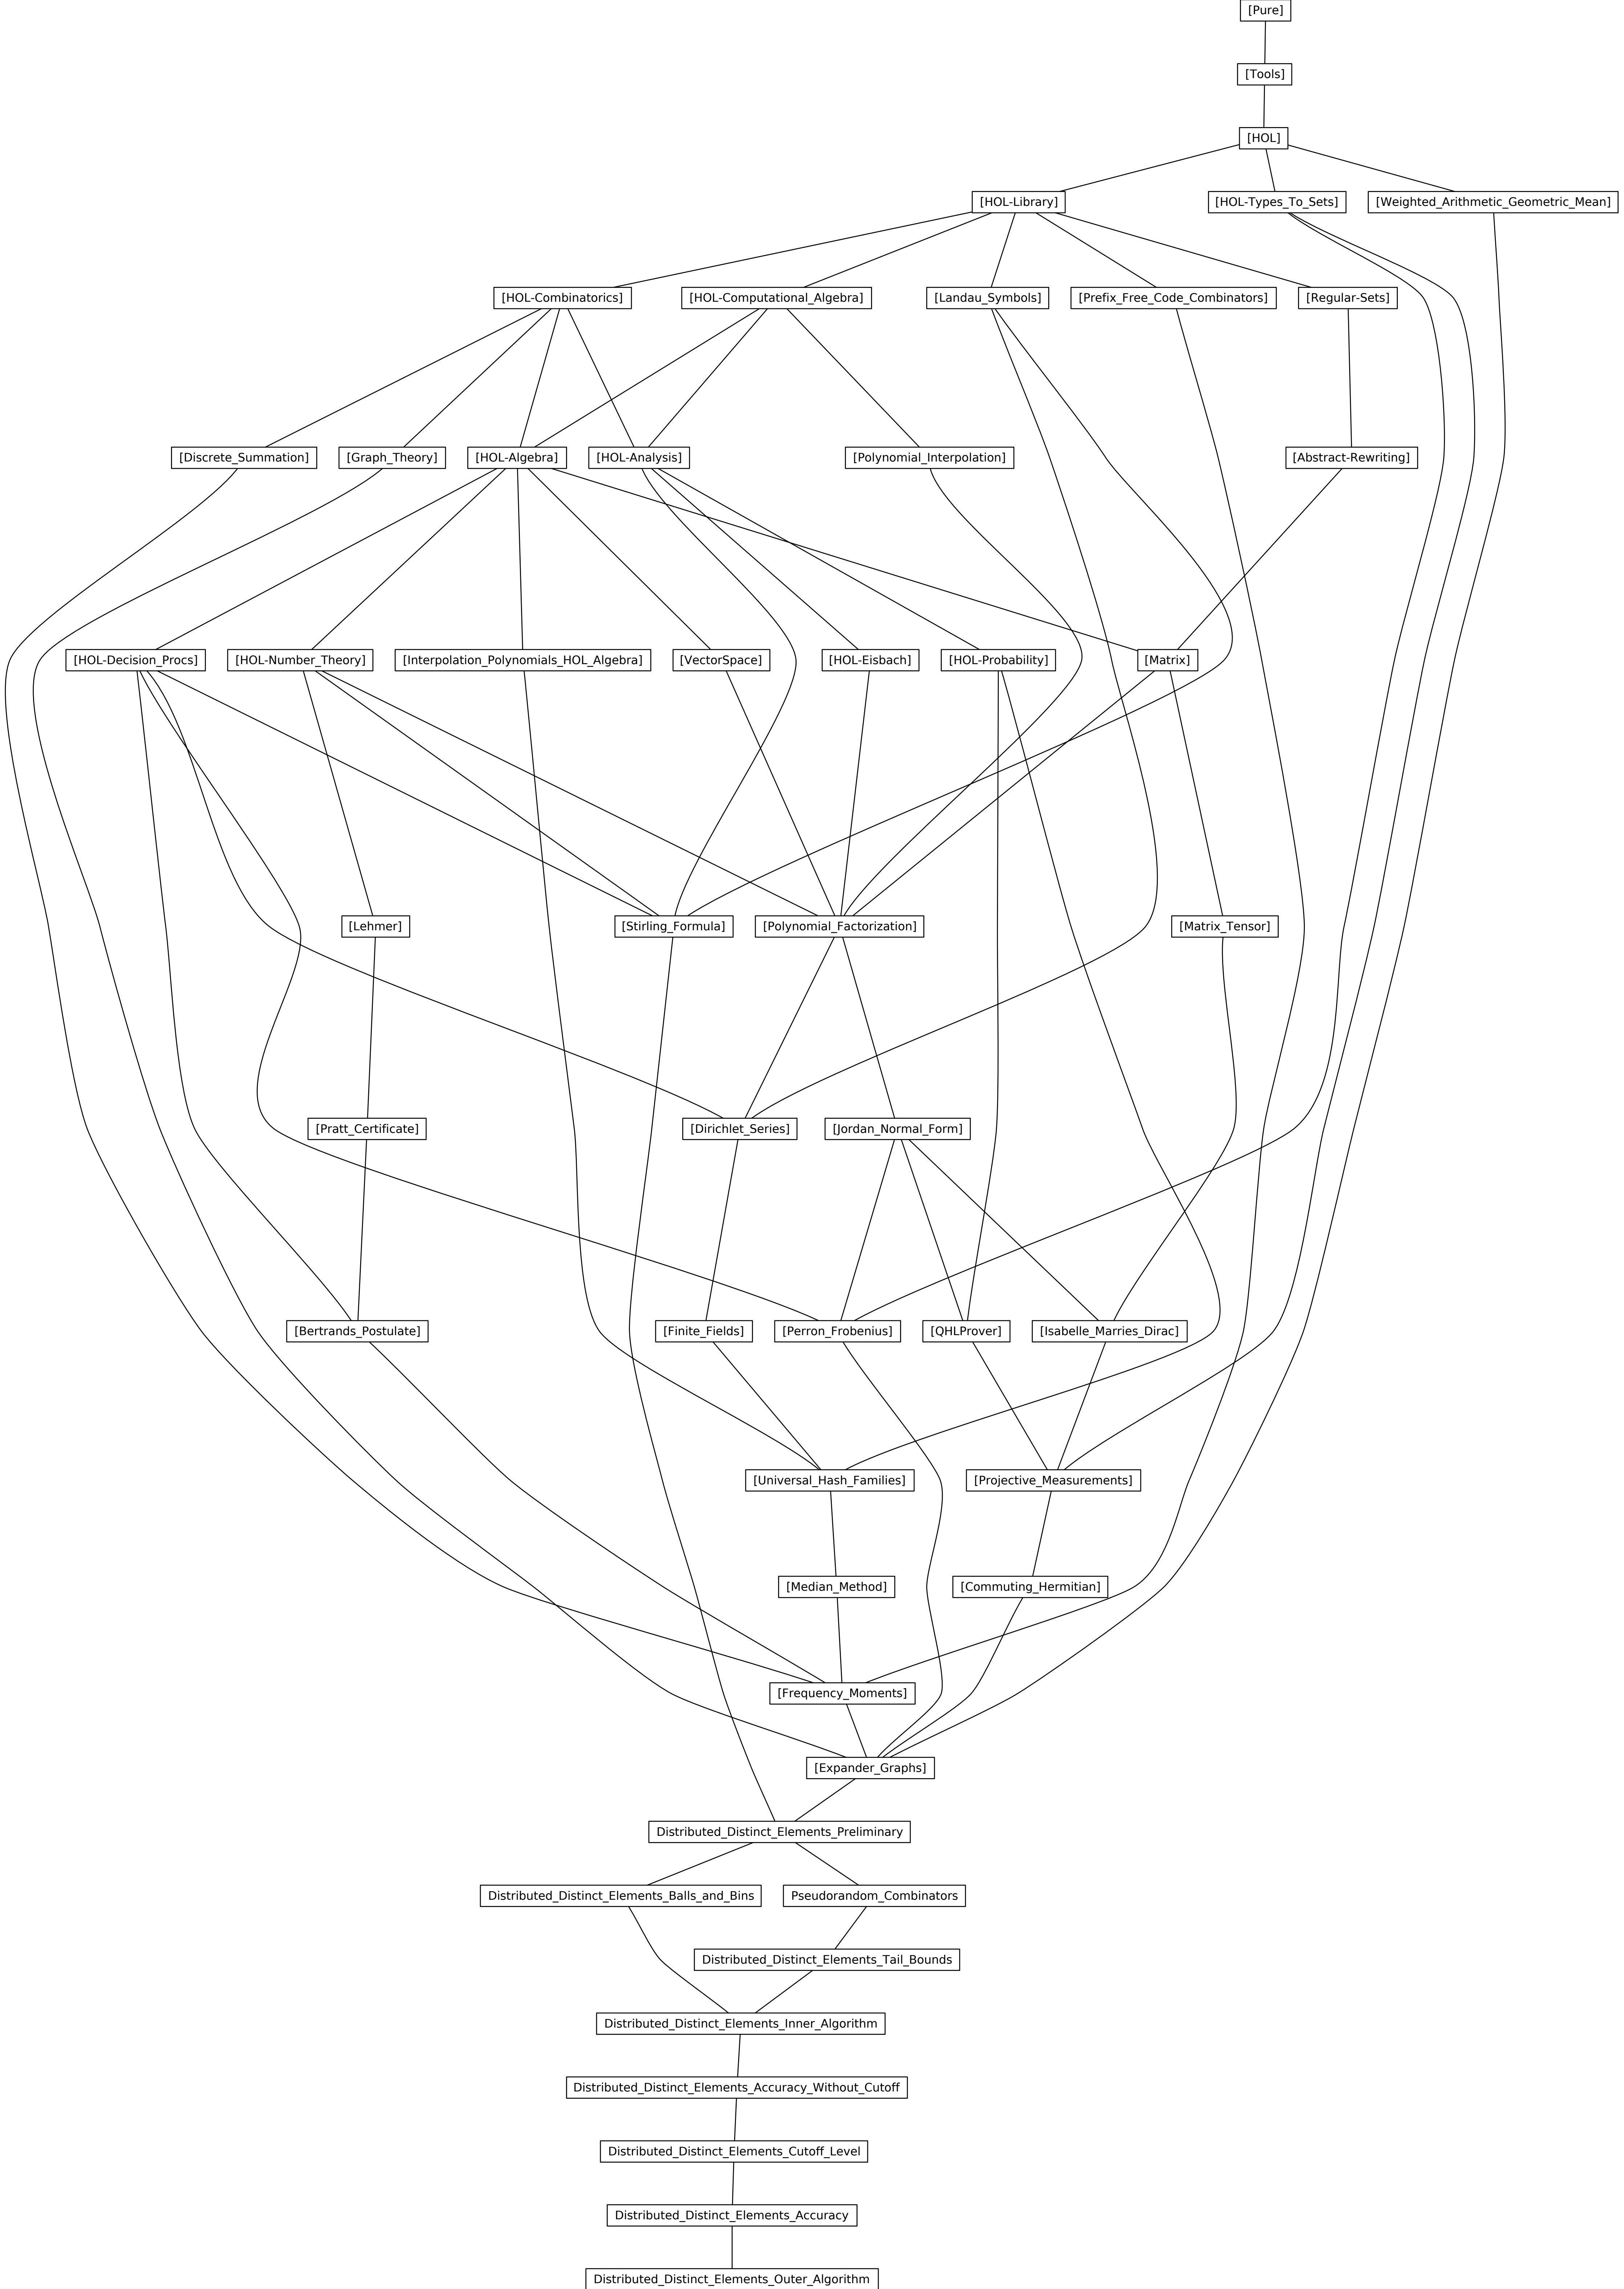 [Pure]
[Tools]
[HOL]
[HOL-Library]
[HOL-Types_To_Sets]
[Weighted_Arithmetic_Geometric_Mean]
[HOL-Combinatorics]
[HOL-Computational_Algebra]
[Landau_Symbols]
[Prefix_Free_Code_Combinators]
[Regular-Sets]
[Discrete_Summation]
[Graph_Theory]
[HOL-Algebra]
[HOL-Analysis]
[Polynomial_Interpolation]
[Abstract-Rewriting]
[HOL-Decision_Procs]
[HOL-Number_Theory]
[Interpolation_Polynomials_HOL_Algebra]
[VectorSpace]
[HOL-Eisbach]
[HOL-Probability]
[Matrix]
[Lehmer]
[Stirling_Formula]
[Polynomial_Factorization]
[Matrix_Tensor]
[Pratt_Certificate]
[Dirichlet_Series]
[Jordan_Normal_Form]
[Bertrands_Postulate]
[Finite_Fields]
[Perron_Frobenius]
[QHLProver]
[Isabelle_Marries_Dirac]
[Universal_Hash_Families]
[Projective_Measurements]
[Median_Method]
[Commuting_Hermitian]
[Frequency_Moments]
[Expander_Graphs]
Distributed_Distinct_Elements_Preliminary
Distributed_Distinct_Elements_Balls_and_Bins
Pseudorandom_Combinators
Distributed_Distinct_Elements_Tail_Bounds
Distributed_Distinct_Elements_Inner_Algorithm
Distributed_Distinct_Elements_Accuracy_Without_Cutoff
Distributed_Distinct_Elements_Cutoff_Level
Distributed_Distinct_Elements_Accuracy
Distributed_Distinct_Elements_Outer_Algorithm